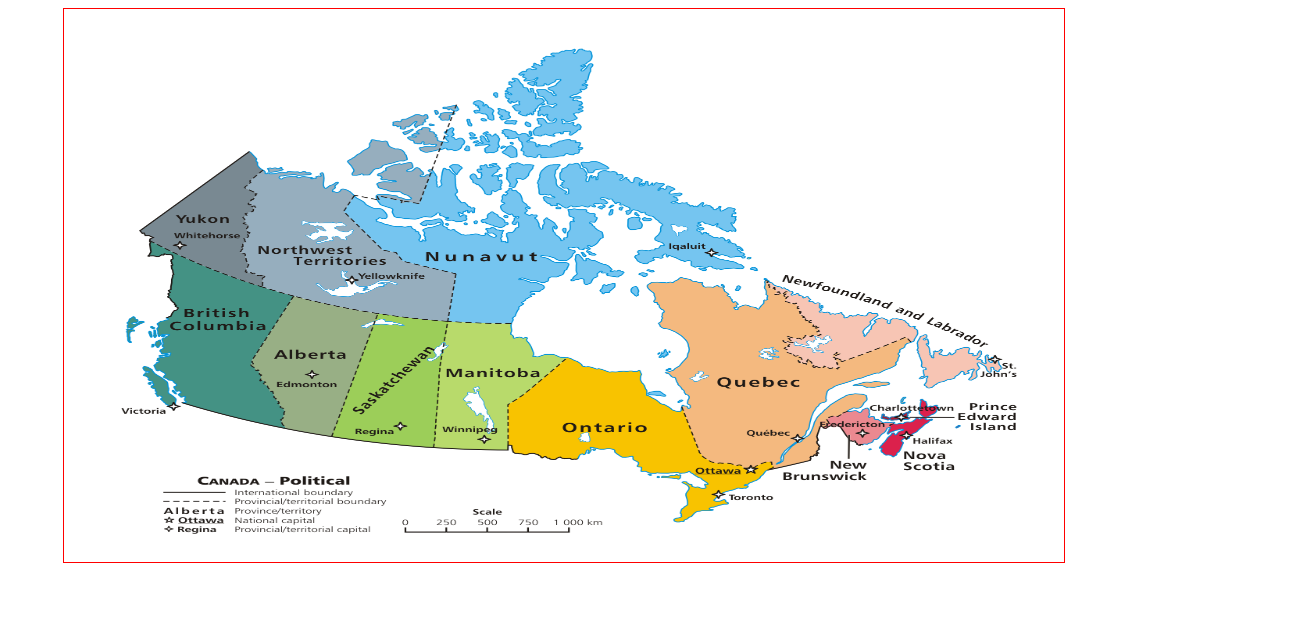 Yukon
Whitehorse
Northwest
Territories
Yellowknife
Nunavut
Iqaluit
British
Columbia
Victoria
Alberta
Edmonton
Saskatchewan
Regina
Manitoba
Winnipeg
Ontario
Ottawa
Toronto
Quebec
Québec
Newfoundland and Labrador
St.
John's
Charlottetown
Prince
Edward
Island
Fredericton
Halifax
New
Brunswick
Nova
Scotia
CANADA – Political
International boundary
Provincial/territorial boundary
Alberta Province/territory
Ottawa National capital
Regina Provincial/territorial capital
Scale
0 250 500 750 1 000 km